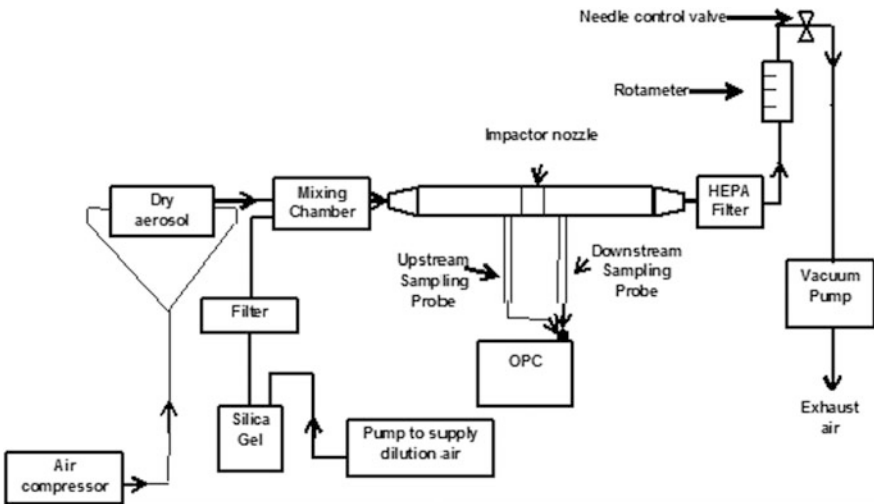 Needle control valve
Rotameter
Impactor nozzle
Dry
aerosol
Mixing
Chamber
HEPA
Filter
Upstream
Sampling
Probe
Downstream
Sampling
Probe
Vacuum
Pump
Filter
OPC
Silica
Gel
Pump to supply
dilution air
Exhaust
air
Air
compressor